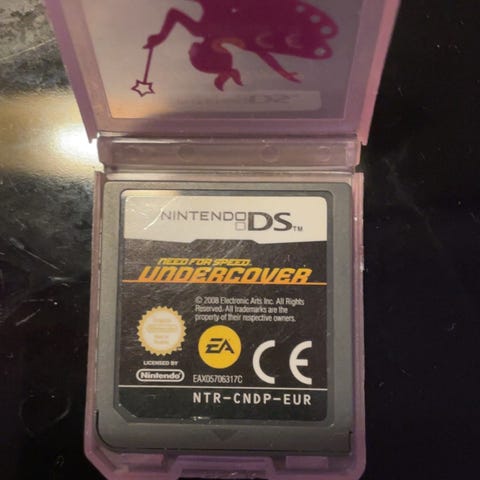 NINTENDO DS TM
NEED FOR SPEED
UNDERCOVER
© 2008 Electronic Arts Inc. All Rights
Reserved. All trademarks are the
property of their respective owners.
EA
CE
LICENSED BY
Nintendo
EAX05706317C
NTR-CNDP-EUR